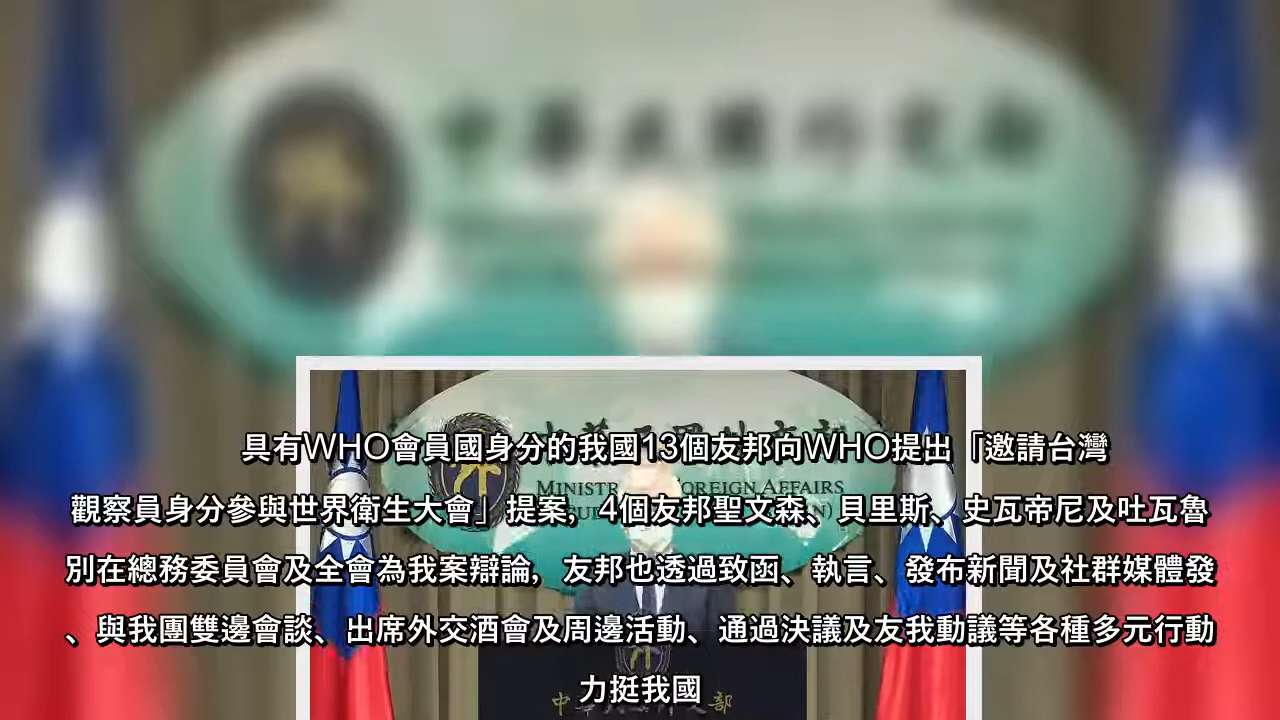 具有WHO會員國身分的我國13個友邦向WHO提出「邀請台灣
觀察員身分參與世界衛生大會」提案，4個友邦聖文森、貝里斯、史瓦帝尼及吐瓦魯
別在總務委員會及全會為我案辯論，友邦也透過致函、執言、發布新聞及社群媒體發
、與我團雙邊會談、出席外交酒會及周邊活動、通過決議及友我動議等各種多元行動
力挺我國